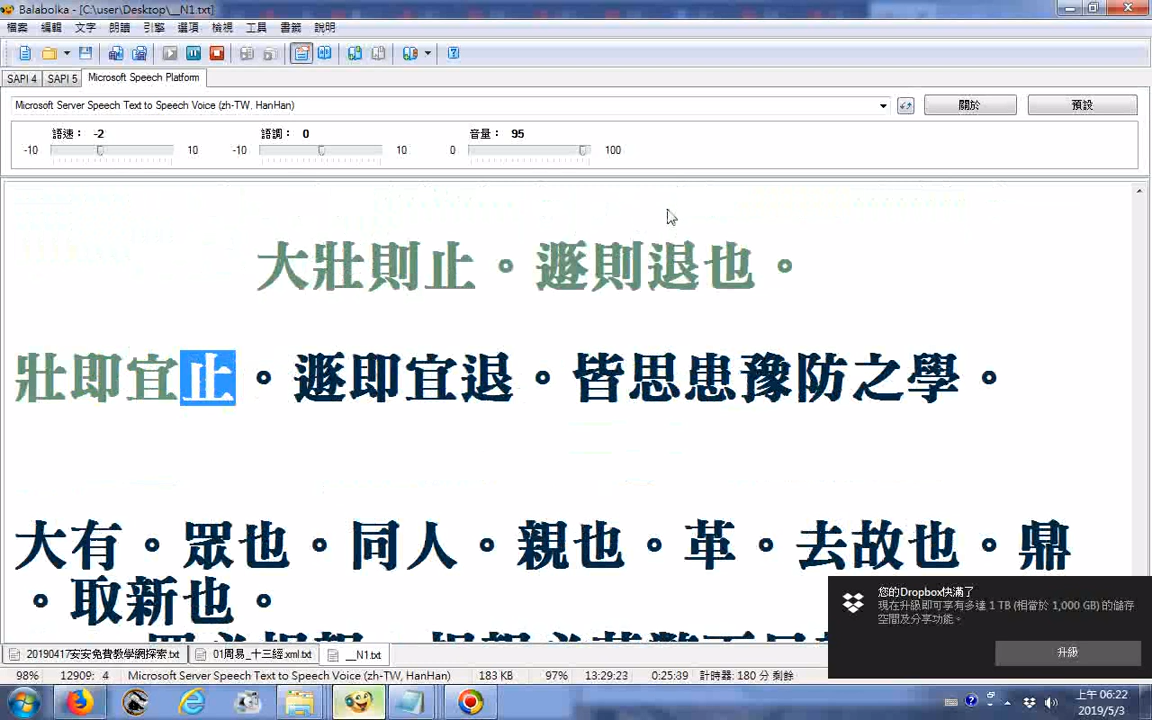 Balabolka - [C:\user\Desktop\__N1.txt]
檔案 編輯 文字 朗讀 引擎 選項 檢視 工具 書籤 說明
SAPI 4 SAPI 5 Microsoft Speech Platform
Microsoft Server Speech Text to Speech Voice (zh-TW, HanHan) 關於 預設
語速： -2 語調： 0 音量： 95
-10 10 -10 10 0 100
大壯則止。遯則退也。
壯即宜止。遯即宜退。皆思患豫防之學。
大有。眾也。同人。親也。革。去故也。鼎
。取新也。
您的Dropbox快滿了
現在升級即可享有多達 1 TB (相當於 1,000 GB) 的儲存
空間及分享功能。
升級
20190417安安免費教學網探索.txt 01周易_十三經.xml.txt __N1.txt
98% 12909: 4 Microsoft Server Speech Text to Speech Voice (zh-TW, HanHan) 183 KB 97% 13:29:23 0:25:39 計時器: 180 分 剩餘
上午 06:22
2019/5/3